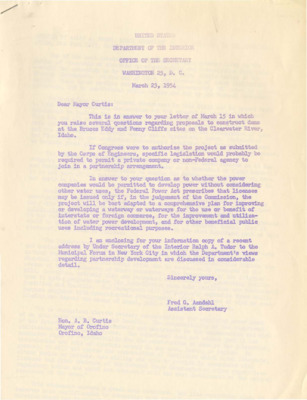 UNITED STATES
DEPARTMENT OF THE INTERIOR
OFFICE OF THE SECRETARY
WASHINGTON 25, D. C.
March 23, 1954
Dear Mayor Curtis:
This is in answer to your letter of March 15 in which
you raise several questions regarding proposals to construct dams
at the Bruces Eddy and Penny Cliffs sites on the Clearwater River,
Idaho.
If Congress were to authorize the project as submitted
by the Corps of Engineers, specific legislation would probably be
required to permit a private company or non-Federal agency to
join in a partnership arrangement.
In answer to your question as to whether the power
companies would be permitted to develop power without considering
other water uses, the Federal Power Act prescribes that licenses
may be issued only if, in the judgement of the Commission, the
project will be best adapted to a comprehensive plan for improving
or developing a waterway or waterways for the use or benefit of
interstate or foreign commerce, for the improvement and utiliza-
tion of water power development, and for other beneficial public
uses including recreational purposes.
I am enclosing for your information copy of a recent
address by Under Secretary of the Interior Ralph A. Tudor to the
Municipal Forum in New York City in which the Department's views
regarding partnership development are discussed in considerable
detail.
Sincerely yours,
Fred G. Aandahl
Assistant Secretary
Hon. A. B. Curtis
Mayor of Orofino
Orofino, Idaho